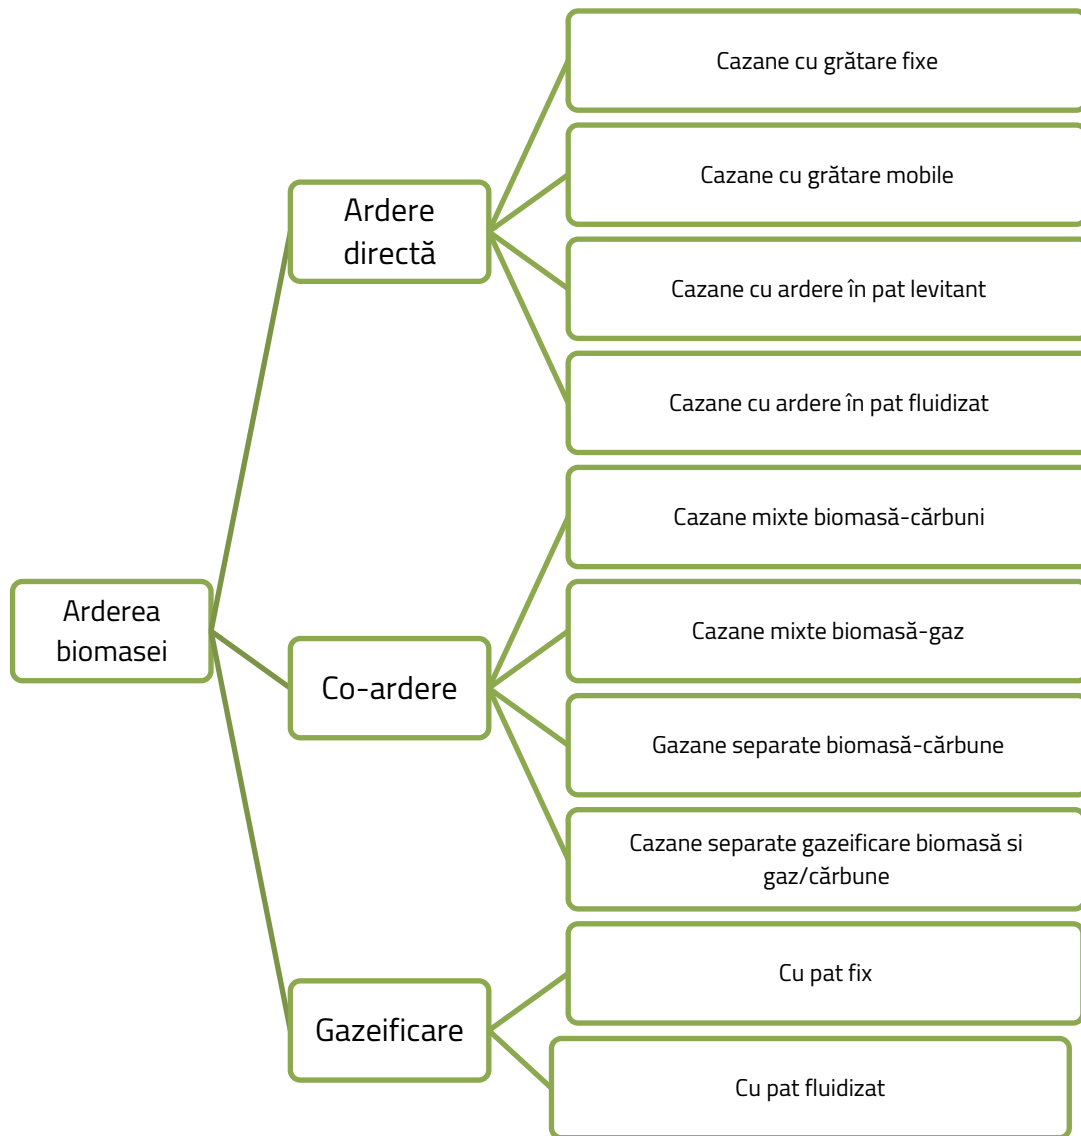 Arderea
biomasei
Ardere
directă
Cazane cu grătare fixe
Cazane cu grătare mobile
Cazane cu ardere în pat levitant
Cazane cu ardere în pat fluidizat
Co-ardere
Cazane mixte biomasă-cărbuni
Cazane mixte biomasă-gaz
Gazane separate biomasă-cărbune
Cazane separate gazeificare biomasă si
gaz/cărbune
Gazeificare
Cu pat fix
Cu pat fluidizat